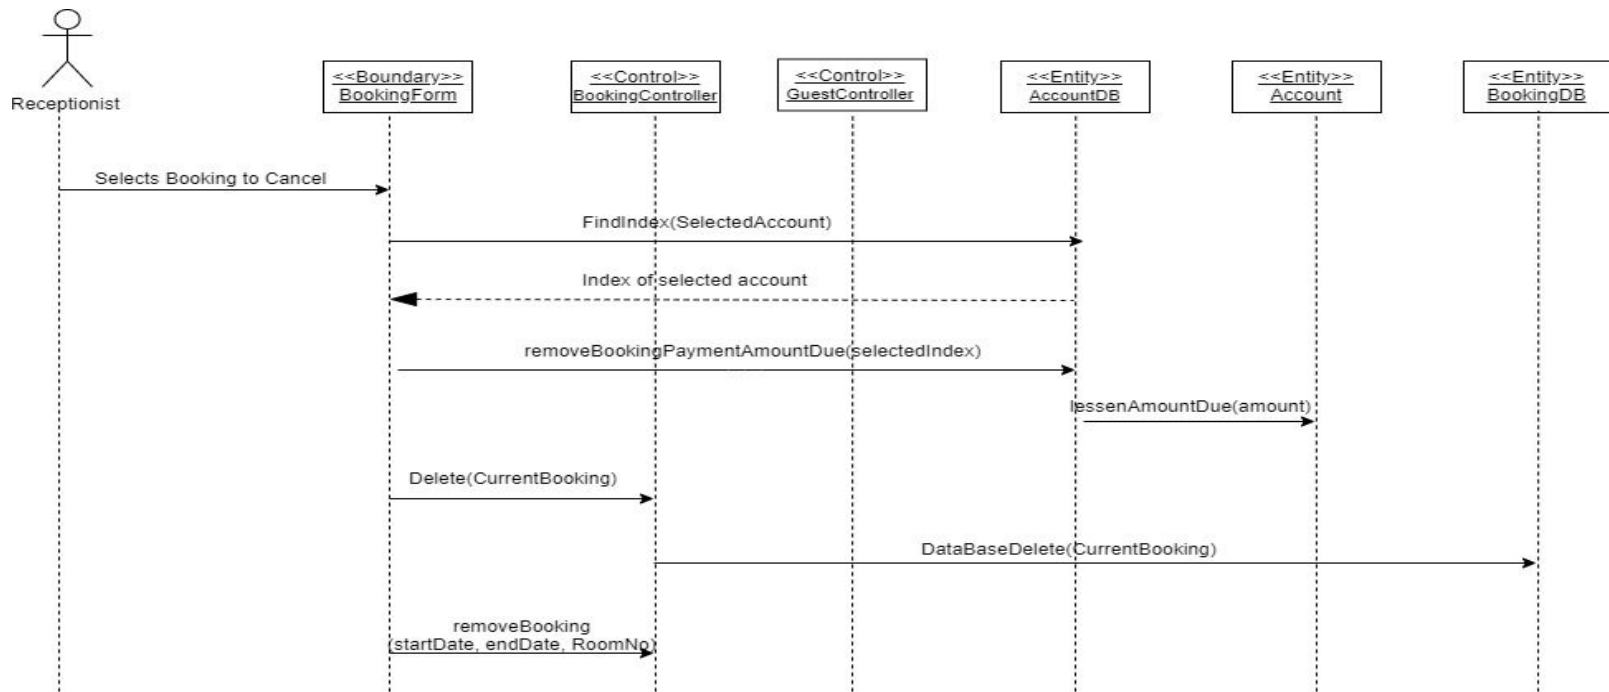 Receptionist
<<Boundary>>
BookingForm
<<Control>>
BookingController
<<Control>>
GuestController
<<Entity>>
AccountDB
<<Entity>>
Account
<<Entity>>
BookingDB
Selects Booking to Cancel
FindIndex(SelectedAccount)
Index of selected account
removeBookingPaymentAmountDue(selectedIndex)
lessenAmountDue(amount)
Delete(CurrentBooking)
DataBaseDelete(CurrentBooking)
removeBooking
(startDate, endDate, RoomNo)